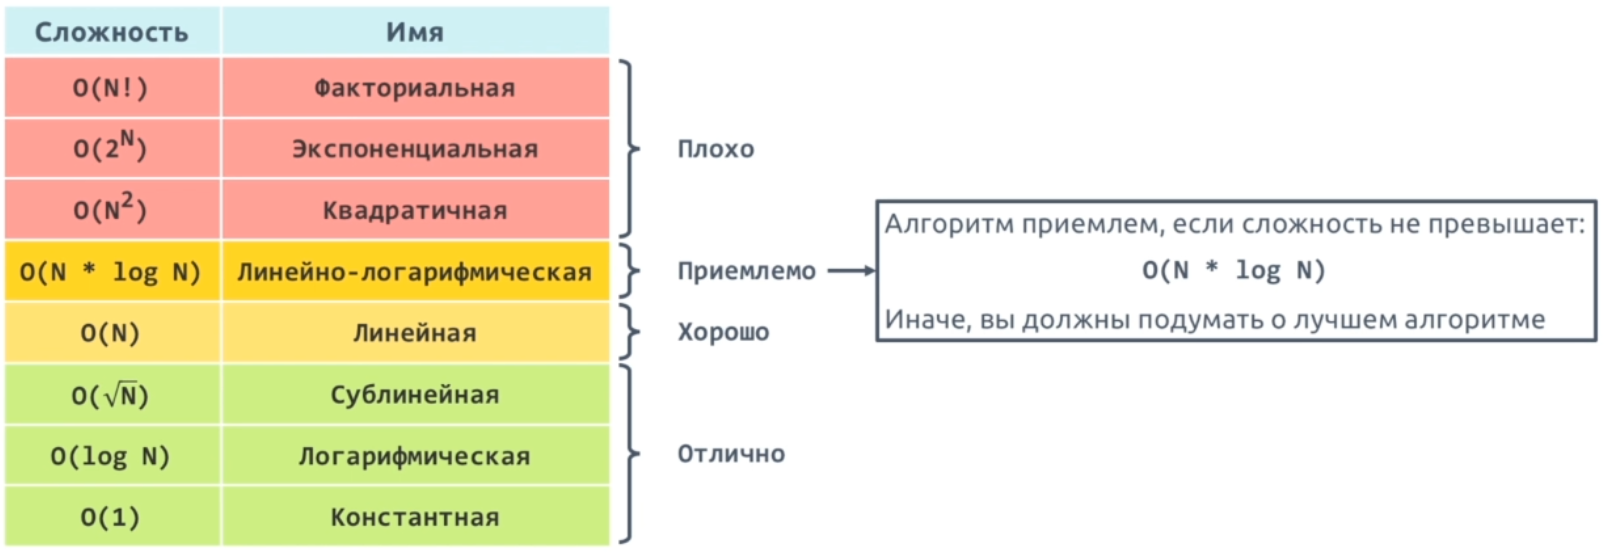 Сложность Имя
O(N!) Факториальная
O(2^N) Экспоненциальная
Плохо
O(N^2) Квадратичная
O(N * log N) Линейно-логарифмическая
Приемлемо
Алгоритм приемлем, если сложность не превышает:
O(N * log N)
Иначе, вы должны подумать о лучшем алгоритме
O(N) Линейная
Хорошо
O(√N) Сублинейная
O(log N) Логарифмическая
Отлично
O(1) Константная